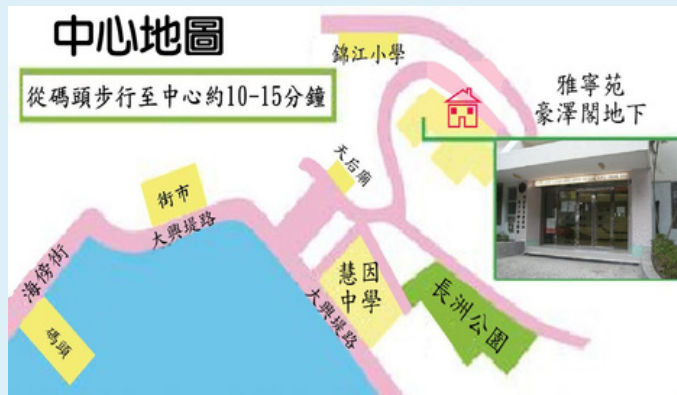 中心地圖
從碼頭步行至中心約10-15分鐘
錦江小學
雅寧苑
豪澤閣地下
天后廟
街市
大興堤路
海傍街
碼頭
慧因
中學
大興堤路
長洲公園